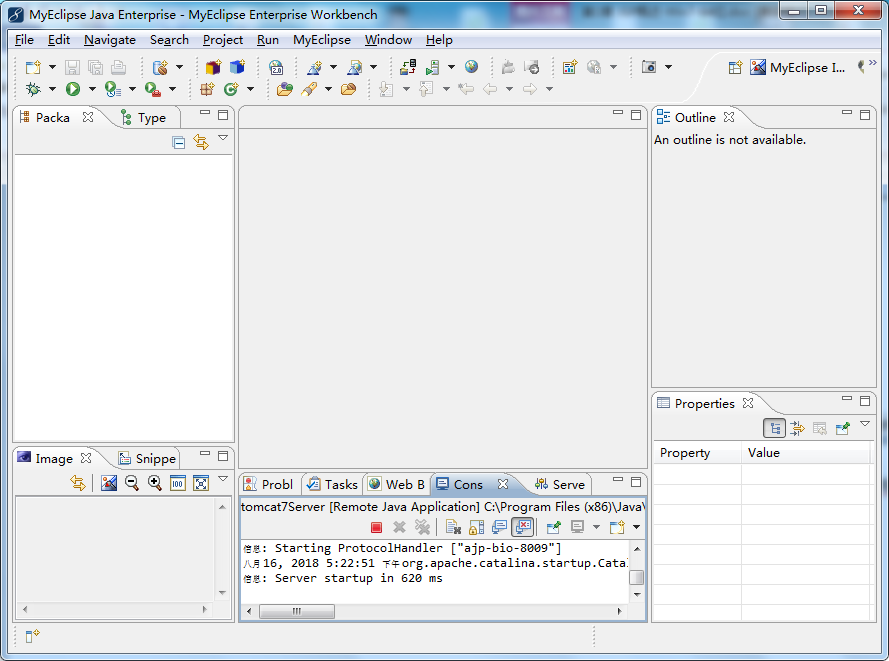 MyEclipse Java Enterprise - MyEclipse Enterprise Workbench
File Edit Navigate Search Project Run MyEclipse Window Help
2.0
MyEclipse I...
Packa Type
Outline
An outline is not available.
Properties
Property Value
Image Snippe
100
Probl Tasks Web B Cons Serve
tomcat7Server [Remote Java Application] C:\Program Files (x86)\Java\
信息: Starting ProtocolHandler ["ajp-bio-8009"]
八月 16, 2018 5:22:51 下午 org.apache.catalina.startup.Cata
信息: Server startup in 620 ms